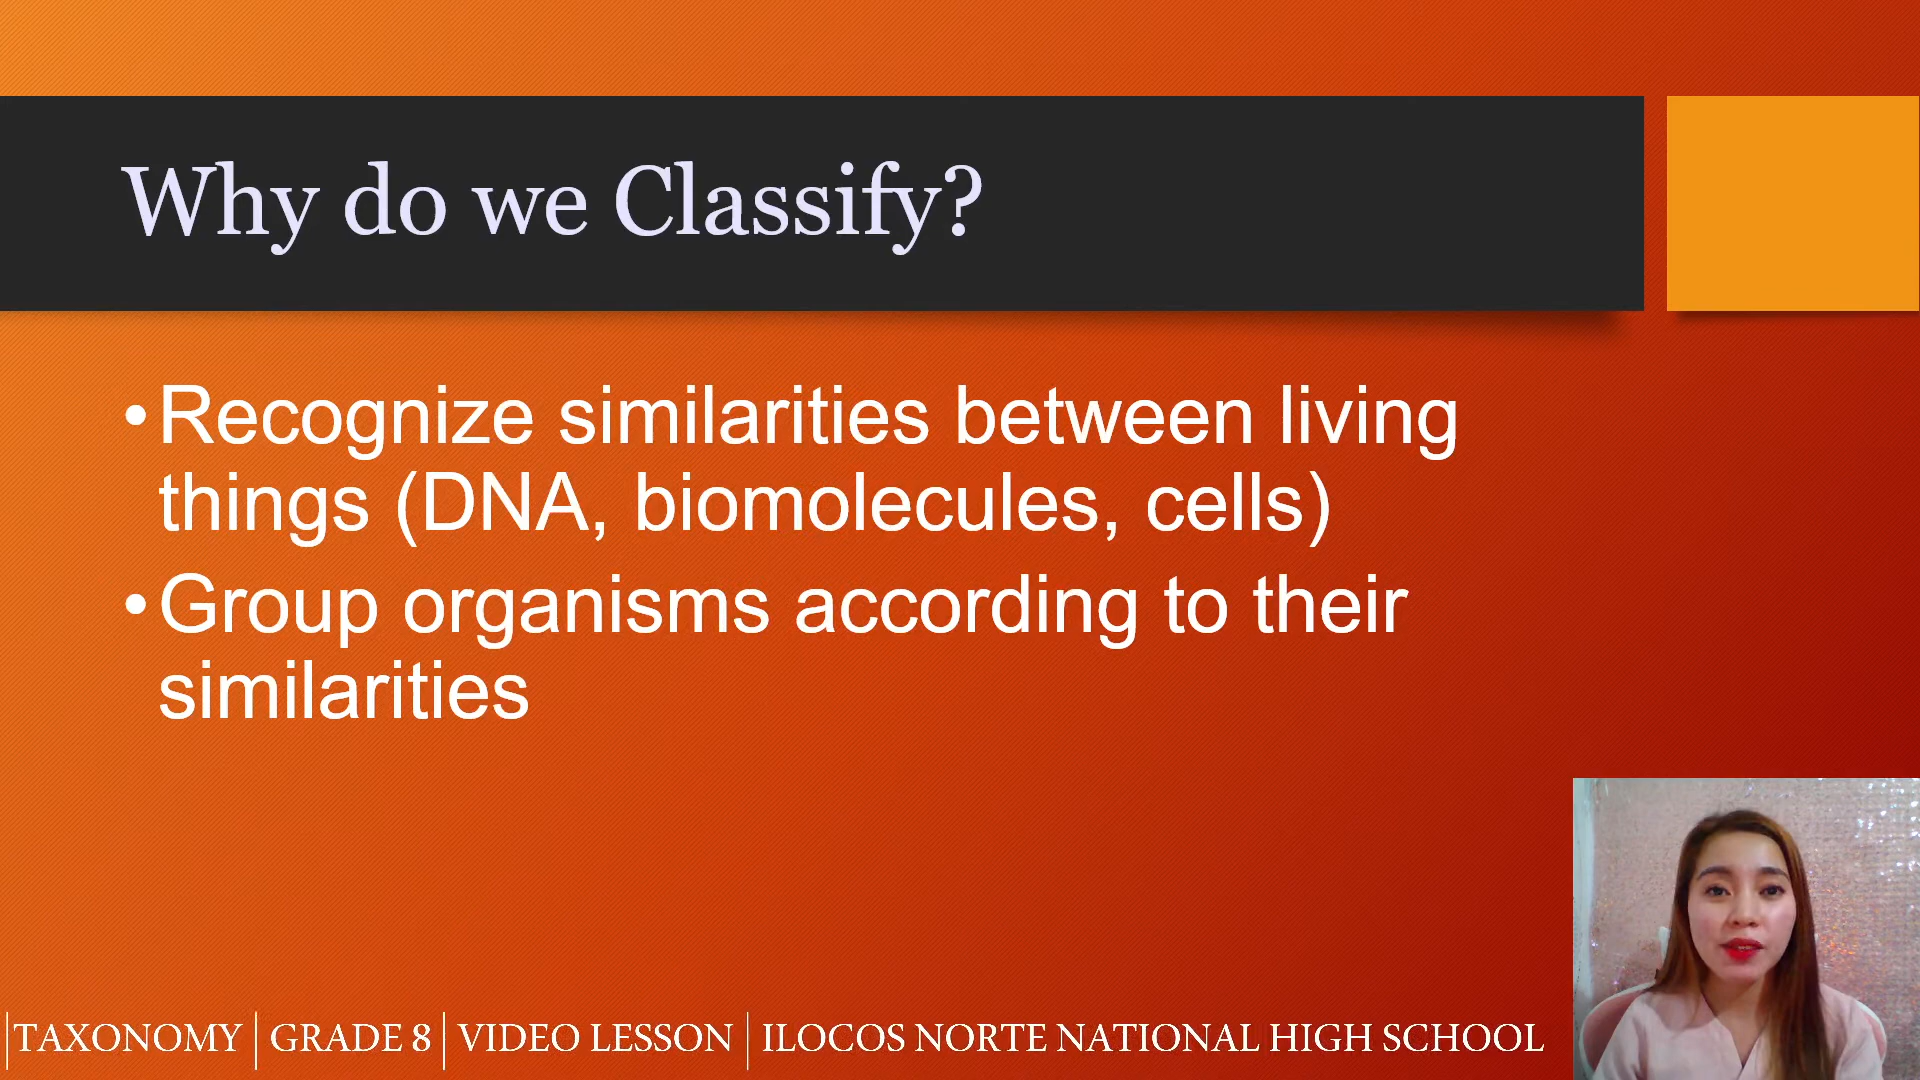 Why do we Classify?
•Recognize similarities between living
things (DNA, biomolecules, cells)
•Group organisms according to their
similarities
|TAXONOMY| GRADE 8| VIDEO LESSON| ILOCOS NORTE NATIONAL HIGH SCHOOL